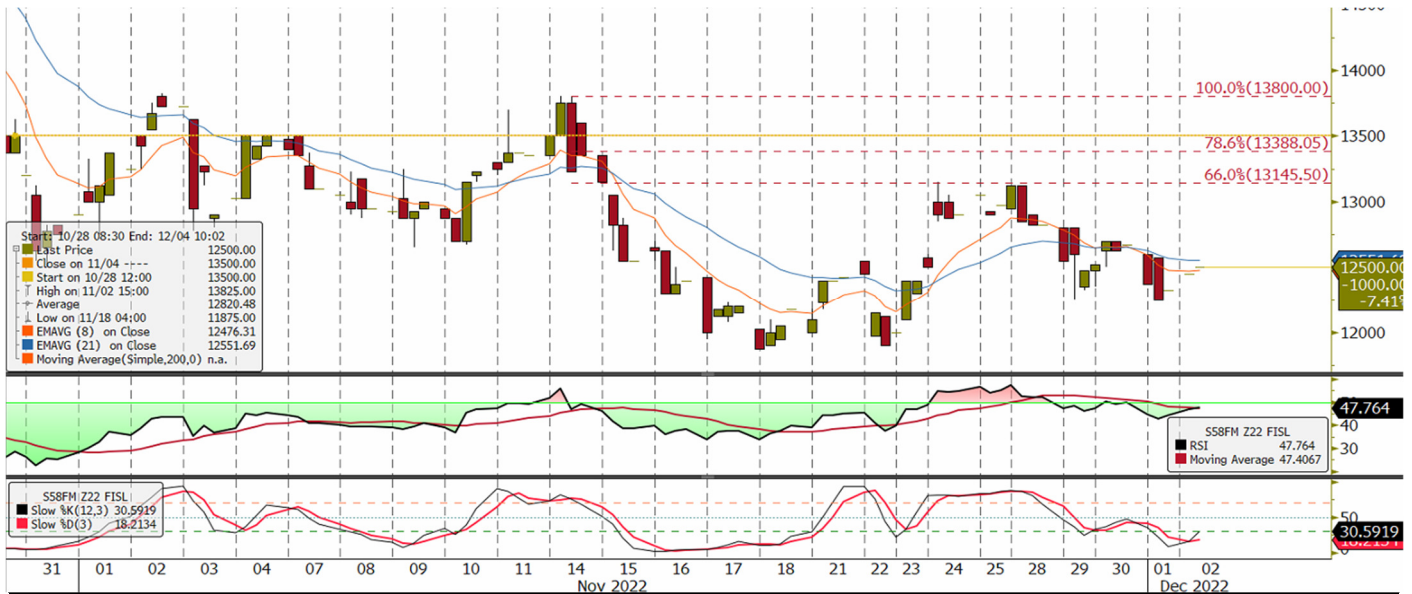 14500
14000
100.0%(13800.00)
13500
78.6%(13388.05)
66.0%(13145.50)
13000
Start: 10/28 08:30 End: 12/04 10:02
Last Price 12500.00
Close on 11/04 ---- 13500.00
Start on 10/28 12:00 13500.00
High on 11/02 15:00 13825.00
Average 12820.48
Low on 11/18 04:00 11875.00
EMAVG (8) on Close 12476.31
EMAVG (21) on Close 12551.69
Moving Average(Simple,200,0) n.a.
12551.69
12500.00
-1000.00
-7.41%
12000
47.764
40
30
S58FM Z22 FISL
RSI 47.764
Moving Average 47.4067
S58FM Z22 FISL
Slow %K(12,3) 30.5919
Slow %D(3) 18.2134
50
30.5919
18.2134
0
31 01 02 03 04 07 08 09 10 11 14 15 16 17 18 21 22 23 24 25 28 29 30 01 02
Nov 2022 Dec 2022